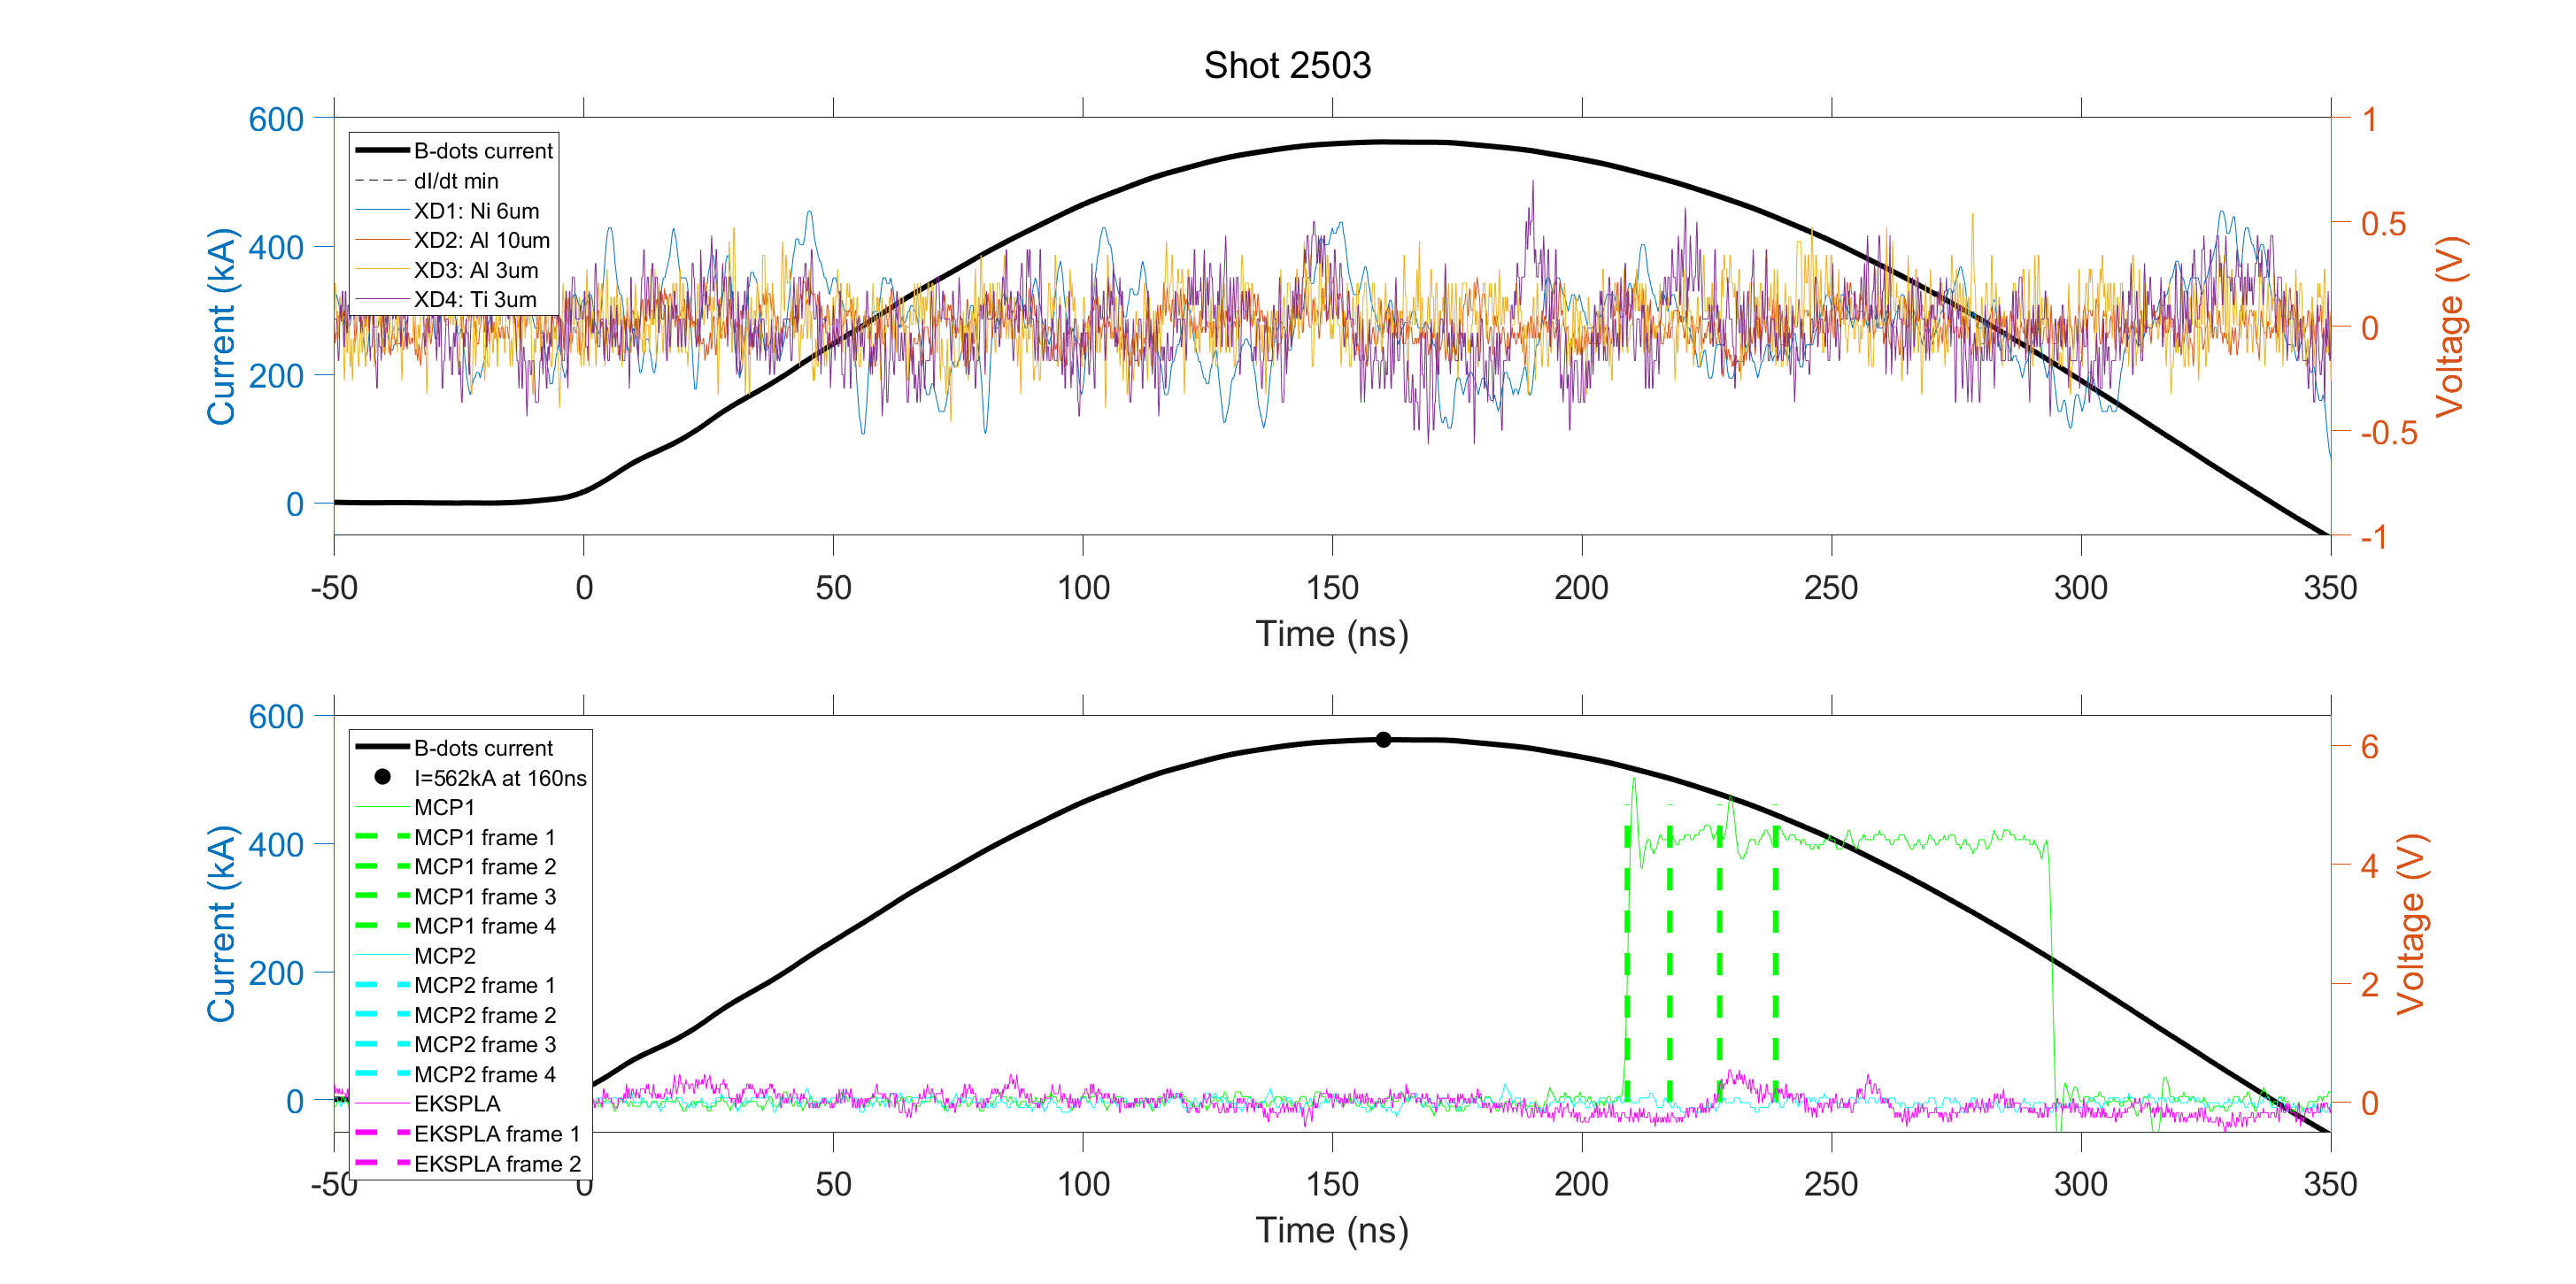 Shot 2503
600
400
200
0
Current (kA)
B-dots current
dI/dt min
XD1: Ni 6um
XD2: Al 10um
XD3: Al 3um
XD4: Ti 3um
1
0.5
0
-0.5
-1
Voltage (V)
-50 0 50 100 150 200 250 300 350
Time (ns)
600
400
200
0
Current (kA)
B-dots current
I=562kA at 160ns
MCP1
MCP1 frame 1
MCP1 frame 2
MCP1 frame 3
MCP1 frame 4
MCP2
MCP2 frame 1
MCP2 frame 2
MCP2 frame 3
MCP2 frame 4
EKSPLA
EKSPLA frame 1
EKSPLA frame 2
6
4
2
0
Voltage (V)
-50 0 50 100 150 200 250 300 350
Time (ns)